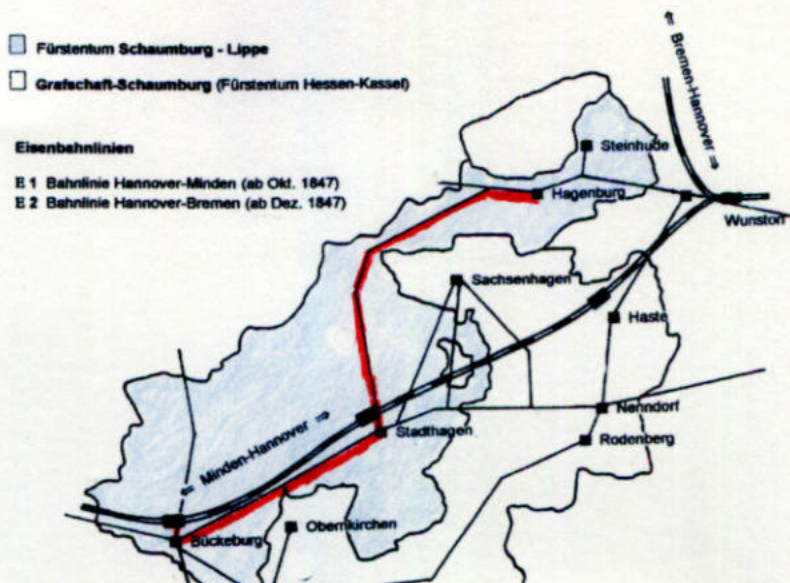 Fürstentum Schaumburg - Lippe
Grafschaft-Schaumburg (Fürstentum Hessen-Kassel)
Eisenbahnlinien
E 1 Bahnlinie Hannover-Minden (ab Okt. 1847)
E 2 Bahnlinie Hannover-Bremen (ab Dez. 1847)
⇐ Bremen-Hannover ⇒
Steinhude
Hagenburg
Wunstorf
Sachsenhagen
Haste
Nenndorf
⇐ Minden-Hannover ⇒
Stadthagen
Rodenberg
Obernkirchen
Bückeburg